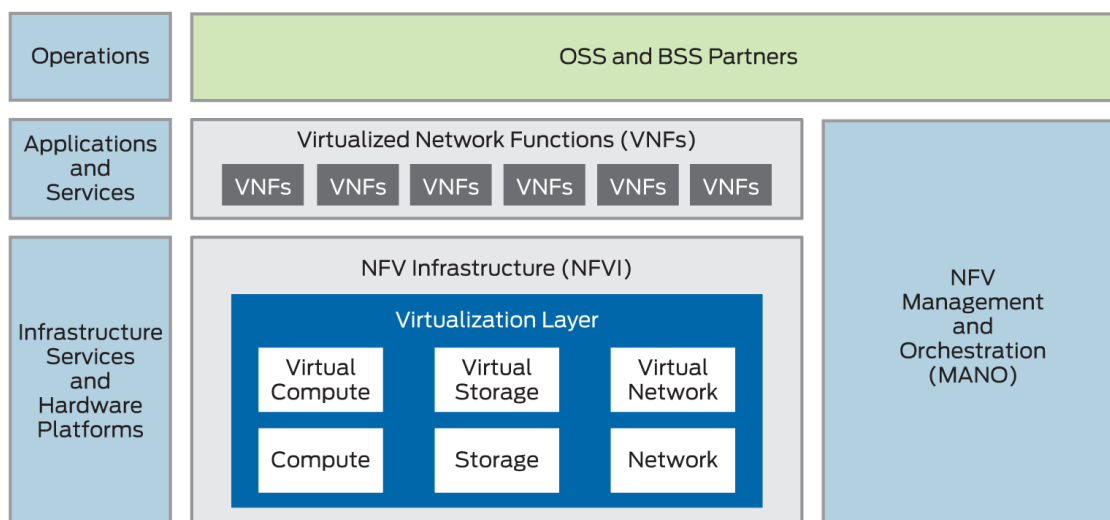 Operations
OSS and BSS Partners
Applications
and
Services
Virtualized Network Functions (VNFs)
VNFs VNFs VNFs VNFs VNFs VNFs
Infrastructure
Services
and
Hardware
Platforms
NFV Infrastructure (NFVI)
Virtualization Layer
Virtual
Compute
Virtual
Storage
Virtual
Network
Compute
Storage
Network
NFV
Management
and
Orchestration
(MANO)